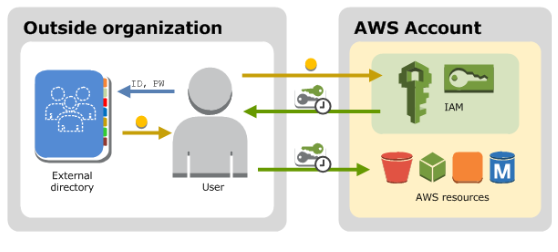 Outside organization
AWS Account
ID, PW
IAM
External
directory
User
M
AWS resources